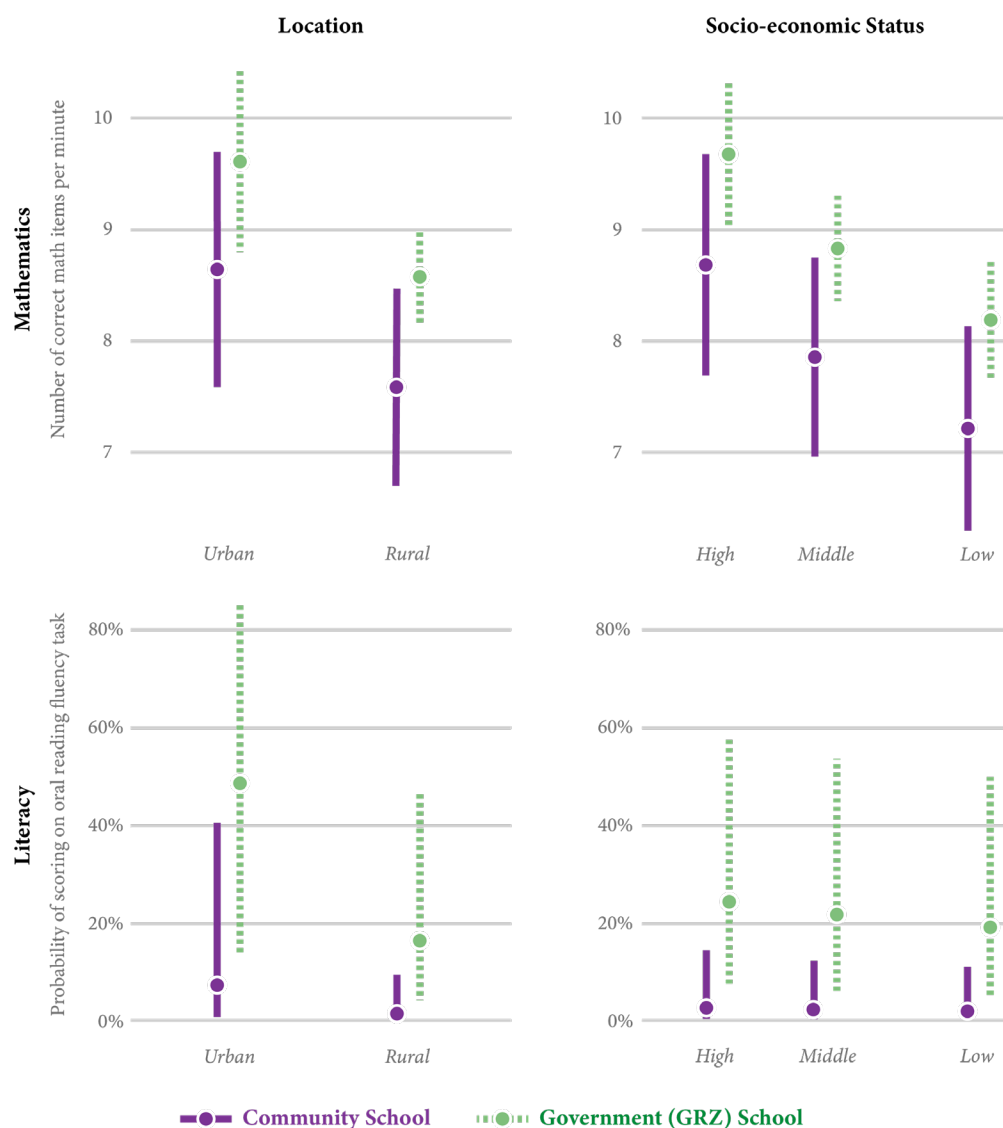 Location
Socio-economic Status
Mathematics
Number of correct math items per minute
10
9
8
7
10
9
8
7
Urban
Rural
High
Middle
Low
Literacy
Probability of scoring on oral reading fluency task
80%
60%
40%
20%
0%
80%
60%
40%
20%
0%
Urban
Rural
High
Middle
Low
Community School
Government (GRZ) School